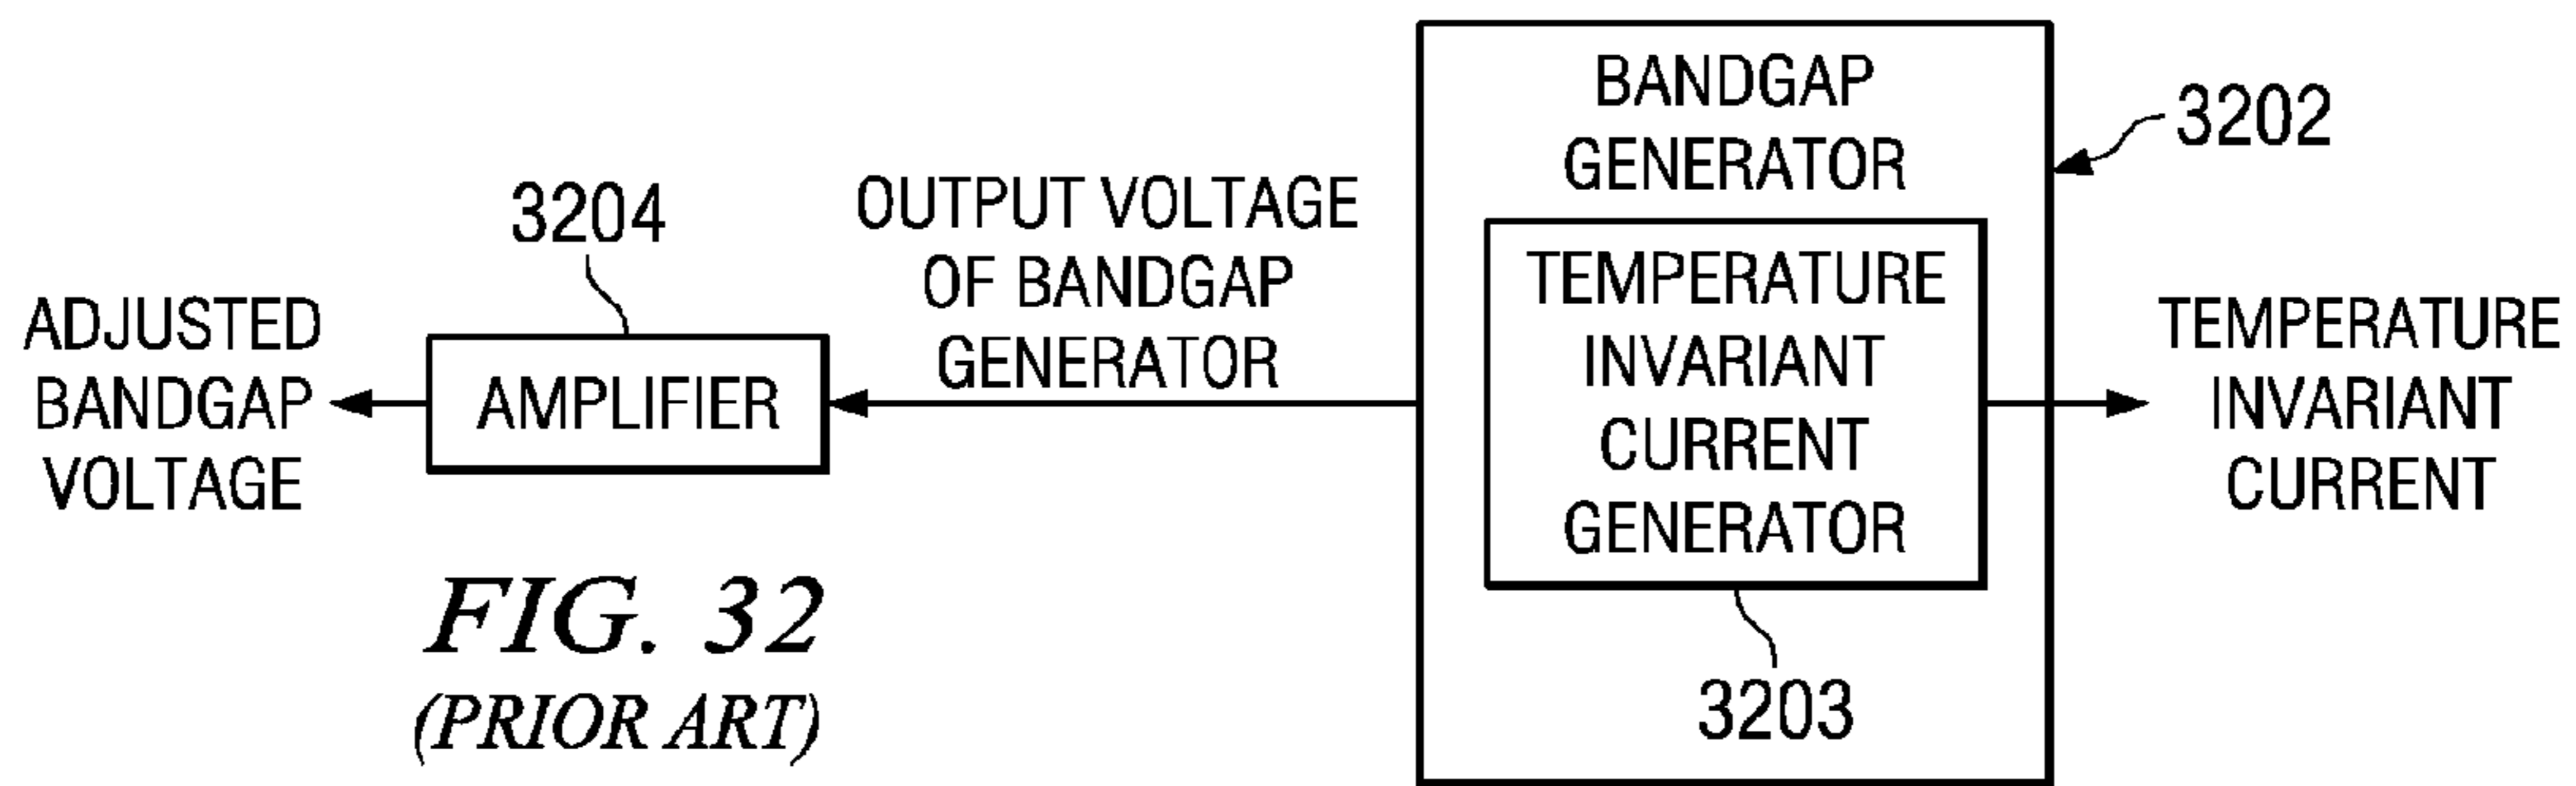 BANDGAP
GENERATOR
3202
3204
OUTPUT VOLTAGE
OF BANDGAP
GENERATOR
TEMPERATURE
INVARIANT
CURRENT
GENERATOR
ADJUSTED
BANDGAP
VOLTAGE
AMPLIFIER
TEMPERATURE
INVARIANT
CURRENT
3203
FIG. 32
(PRIOR ART)